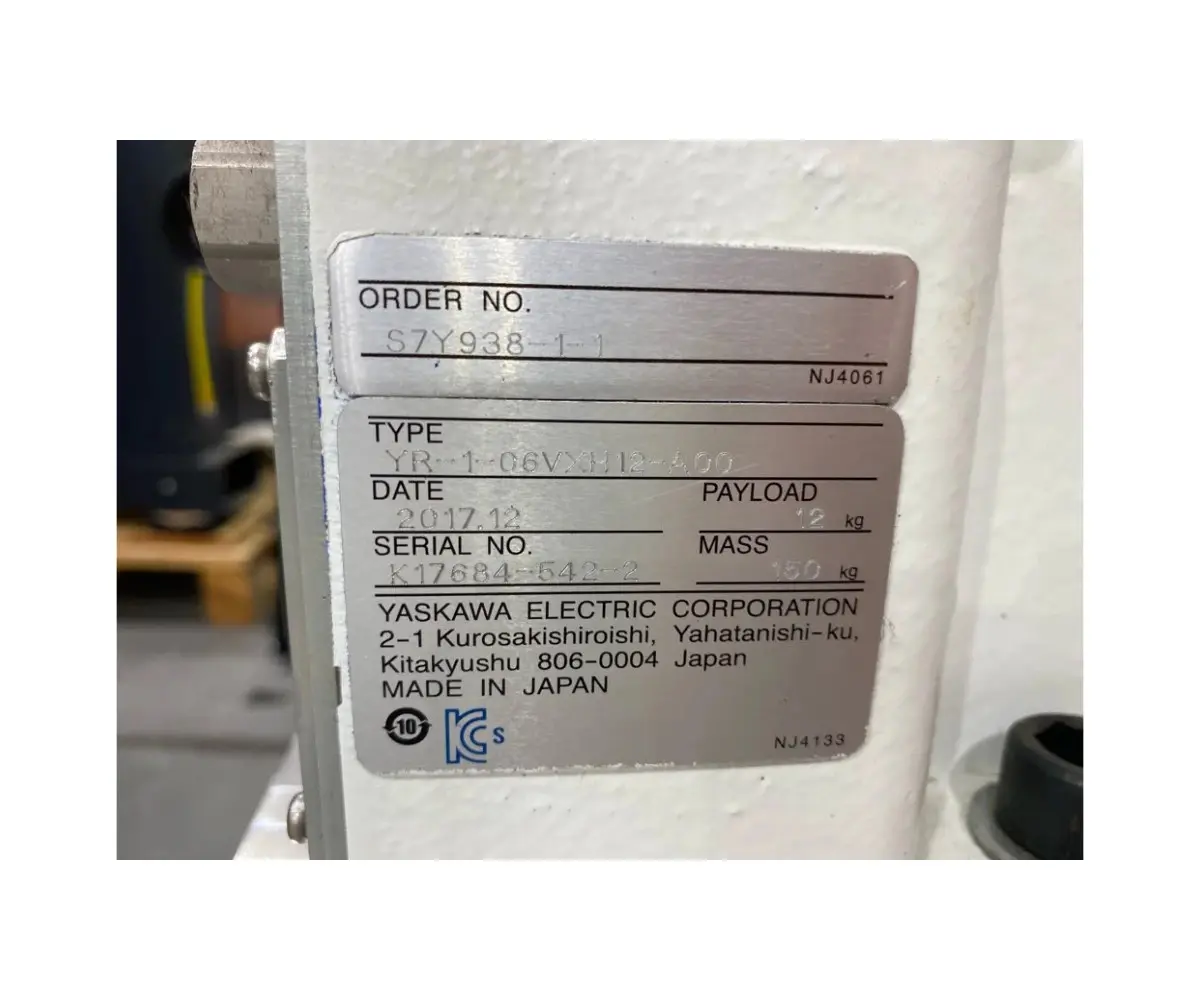 ORDER NO.
S7Y938-1-1
NJ4061
TYPE
YR-1-06VXH12-A00
DATE PAYLOAD
2017.12 12 kg
SERIAL NO. MASS
K17684-542-2 150 kg
YASKAWA ELECTRIC CORPORATION
2-1 Kurosakishiroishi, Yahatanishi-ku,
Kitakyushu 806-0004 Japan
MADE IN JAPAN
10 KC s
NJ4133